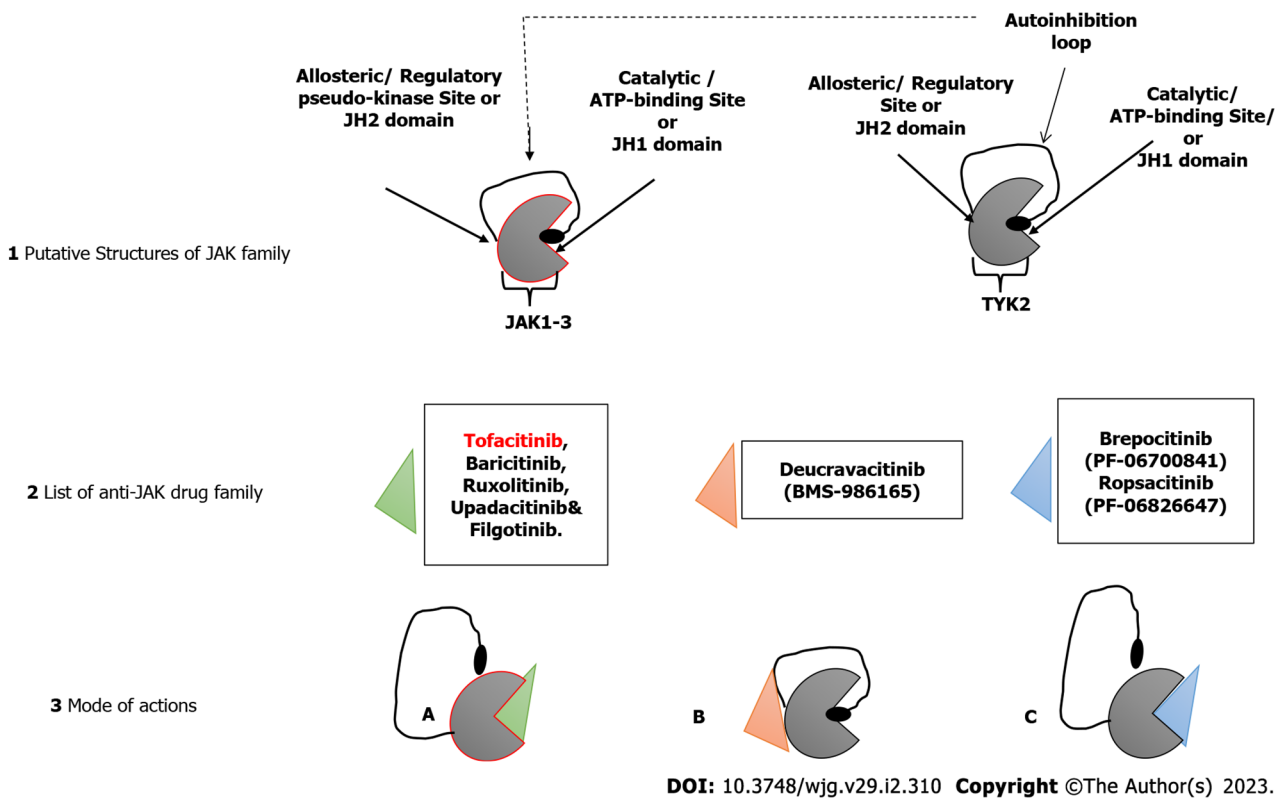 Autoinhibition
loop
Allosteric/ Regulatory
pseudo-kinase Site or
JH2 domain
Catalytic /
ATP-binding Site
or
JH1 domain
Allosteric/ Regulatory
Site or
JH2 domain
Catalytic/
ATP-binding Site/
or
JH1 domain
1 Putative Structures of JAK family
JAK1-3
TYK2
2 List of anti-JAK drug family
Tofacitinib,
Baricitinib,
Ruxolitinib,
Upadacitinib&
Filgotinib.
Deucravacitinib
(BMS-986165)
Brepocitinib
(PF-06700841)
Ropsacitinib
(PF-06826647)
3 Mode of actions
A
B
C
DOI: 10.3748/wjg.v29.i2.310 Copyright ©The Author(s) 2023.